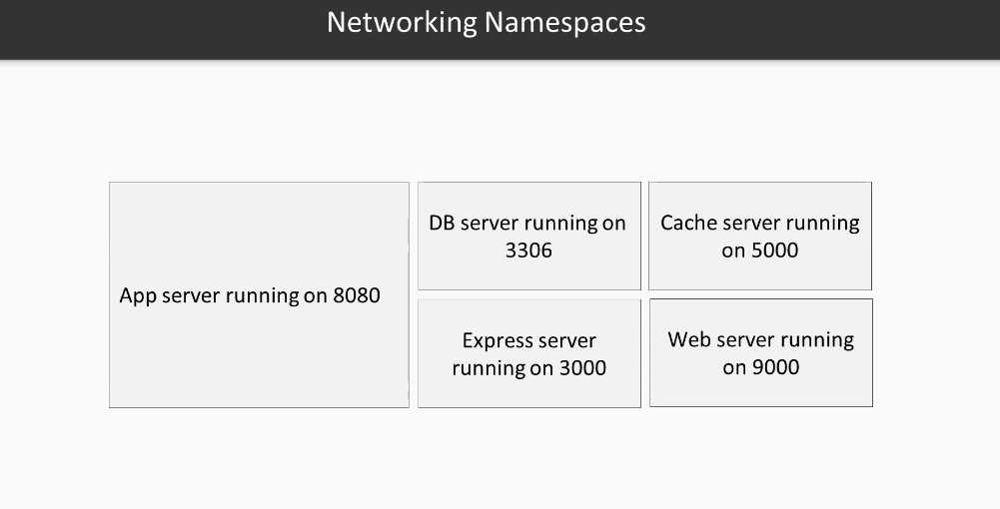 Networking Namespaces
App server running on 8080
DB server running on
3306
Cache server running
on 5000
Express server
running on 3000
Web server running
on 9000